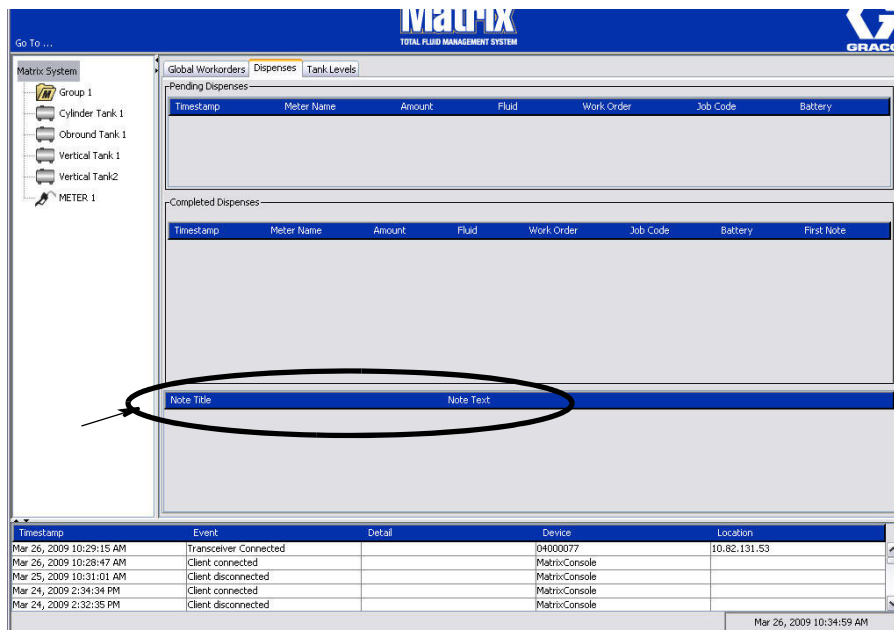 Matrix
TOTAL FLUID MANAGEMENT SYSTEM
GRACO
Go To ...
Matrix System
Group 1
Cylinder Tank 1
Obround Tank 1
Vertical Tank 1
Vertical Tank2
METER 1
Global Workorders Dispenses Tank Levels
Pending Dispenses
Timestamp Meter Name Amount Fluid Work Order Job Code Battery
Completed Dispenses
Timestamp Meter Name Amount Fluid Work Order Job Code Battery First Note
Note Title Note Text
Timestamp Event Detail Device Location
Mar 26, 2009 10:29:15 AM Transceiver Connected 04000077 10.82.131.53
Mar 26, 2009 10:28:47 AM Client connected MatrixConsole
Mar 25, 2009 10:31:01 AM Client disconnected MatrixConsole
Mar 24, 2009 2:34:34 PM Client connected MatrixConsole
Mar 24, 2009 2:32:35 PM Client disconnected MatrixConsole
Mar 26, 2009 10:34:59 AM